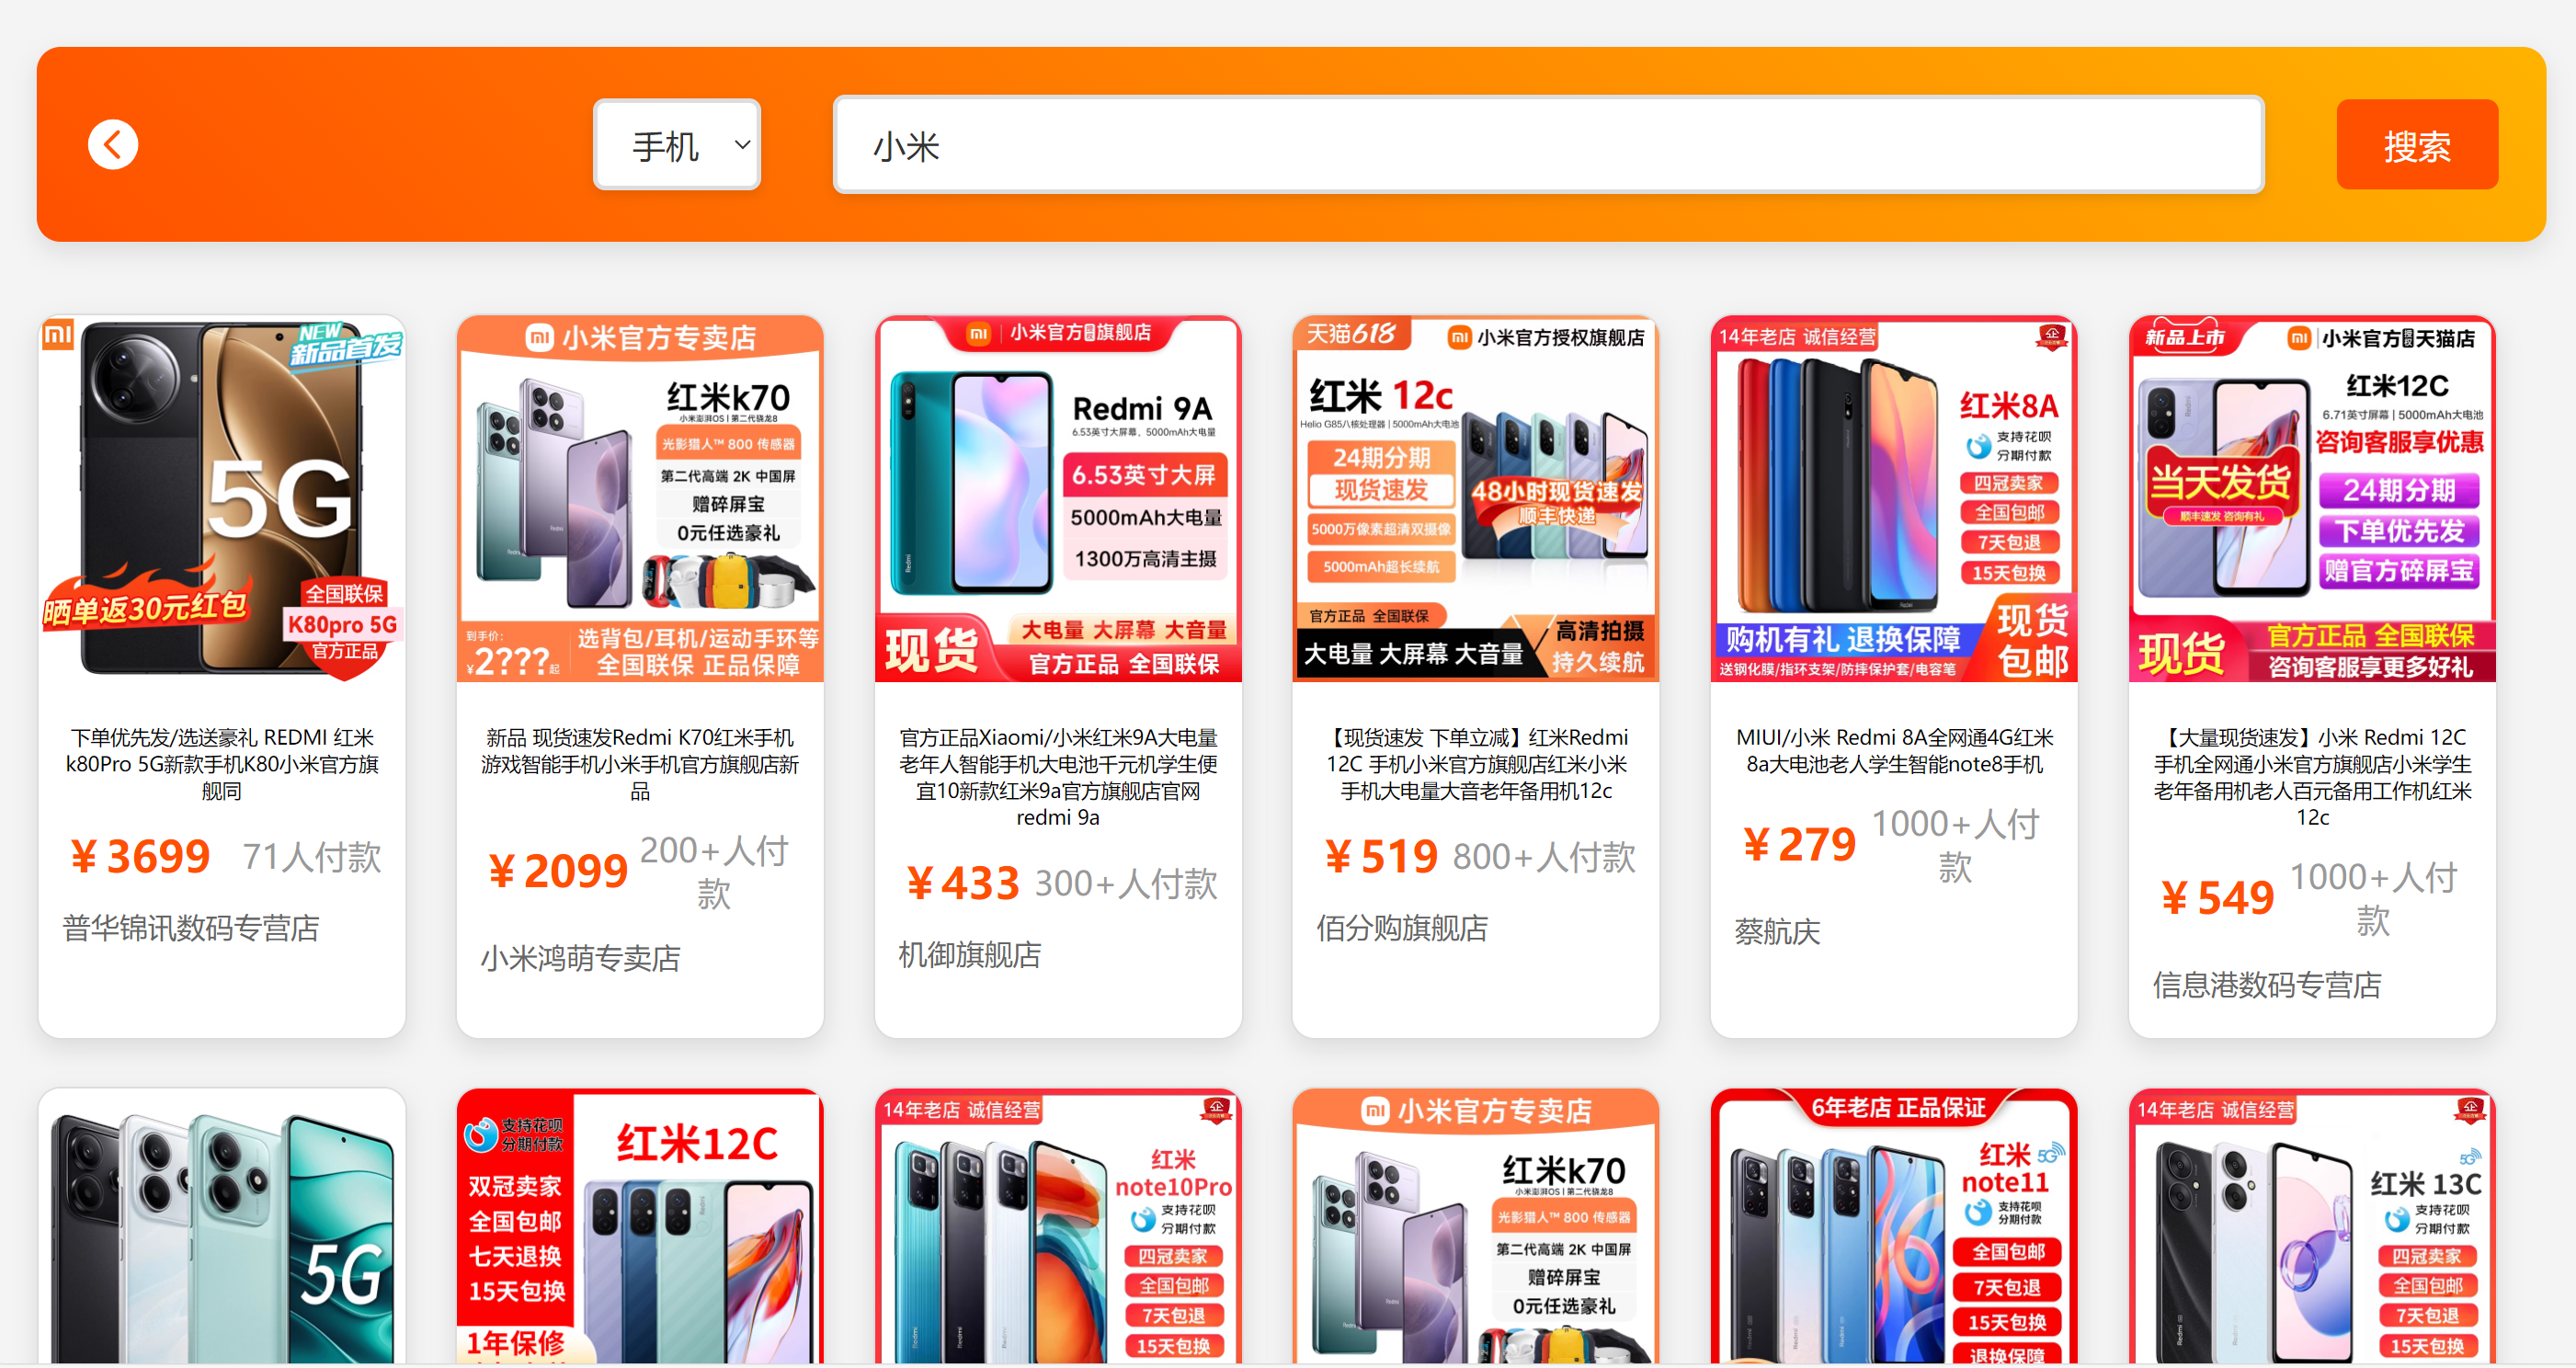 手机
小米
搜索
NEW
新品首发
5G
晒单返30元红包
全国联保
K80pro 5G
官方正品
下单优先发/选送豪礼 REDMI 红米
k80Pro 5G新款手机K80小米官方旗
舰同
¥3699 71人付款
普华锦讯数码专营店
小米官方专卖店
红米k70
小米澎湃OS | 第二代骁龙8
光影猎人™ 800 传感器
第二代高端 2K 中国屏
赠碎屏宝
0元任选豪礼
到手价:
¥2???起
选背包/耳机/运动手环等
全国联保 正品保障
新品 现货速发Redmi K70红米手机
游戏智能手机小米手机官方旗舰店新
品
¥2099 200+人付
款
小米鸿萌专卖店
小米官方旗舰店
Redmi 9A
6.53英寸大屏幕，5000mAh大电量
6.53英寸大屏
5000mAh大电量
1300万高清主摄
现货
大电量 大屏幕 大音量
官方正品 全国联保
官方正品Xiaomi/小米红米9A大电量
老年人智能手机大电池千元机学生便
宜10新款红米9a官方旗舰店官网
redmi 9a
¥433 300+人付款
机御旗舰店
天猫618
小米官方授权旗舰店
红米 12c
Helio G85八核处理器 | 5000mAh大电池
24期分期
现货速发
5000万像素超清双摄像
5000mAh超长续航
48小时现货速发
顺丰快递
官方正品 全国联保
大电量 大屏幕 大音量
高清拍摄
持久续航
【现货速发 下单立减】红米Redmi
12C 手机小米官方旗舰店红米小米
手机大电量大音老年备用机12c
¥519 800+人付款
佰分购旗舰店
14年老店 诚信经营
红米8A
支持花呗
分期付款
四冠卖家
全国包邮
7天包退
15天包换
购机有礼 退换保障
送钢化膜/指环支架/防摔保护套/电容笔
现货
包邮
MIUI/小米 Redmi 8A全网通4G红米
8a大电池老人学生智能note8手机
¥279 1000+人付
款
蔡航庆
新品上市
小米官方天猫店
红米12C
6.71英寸屏幕 | 5000mAh大电池
咨询客服享优惠
当天发货
顺丰速发 咨询有礼
24期分期
下单优先发
赠官方碎屏宝
现货
官方正品 全国联保
咨询客服享更多好礼
【大量现货速发】小米 Redmi 12C
手机全网通小米官方旗舰店小米学生
老年备用机老人百元备用工作机红米
12c
¥549 1000+人付
款
信息港数码专营店
5G
支持花呗
分期付款
红米12C
双冠卖家
全国包邮
七天退换
15天包换
1年保修
14年老店 诚信经营
红米
note10Pro
支持花呗
分期付款
四冠卖家
全国包邮
7天包退
15天包换
小米官方专卖店
红米k70
小米澎湃OS | 第二代骁龙8
光影猎人™ 800 传感器
第二代高端 2K 中国屏
赠碎屏宝
0元任选豪礼
6年老店 正品保证
红米 5G
note11
支持花呗
分期付款
全国包邮
7天包退
15天包换
退换保障
14年老店 诚信经营
5G
红米 13C
支持花呗
分期付款
四冠卖家
全国包邮
7天包退
15天包换